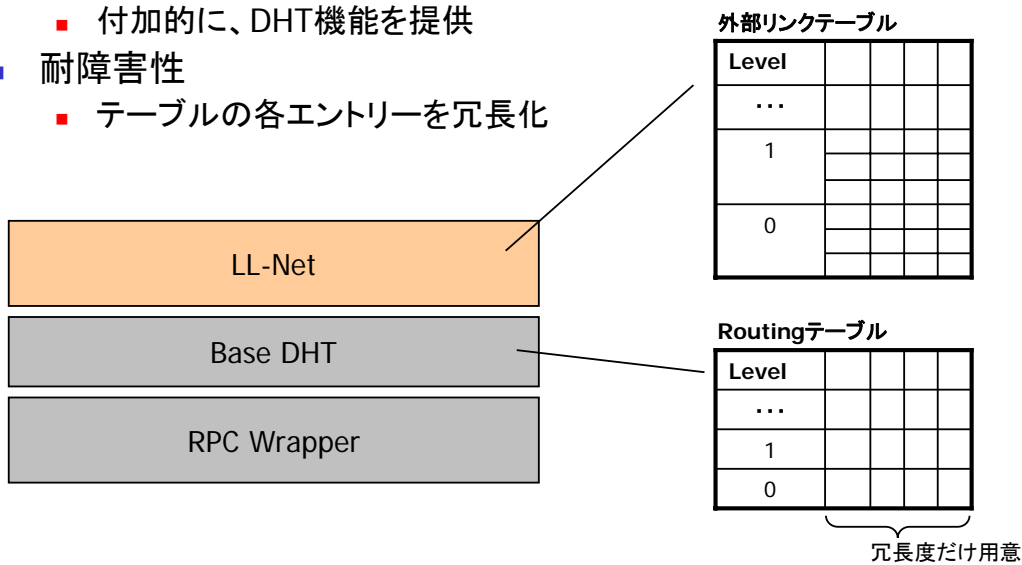 付加的に、DHT機能を提供
耐障害性
テーブルの各エントリーを冗長化
LL-Net
Base DHT
RPC Wrapper
外部リンクテーブル
Level
...
1
0
Routingテーブル
Level
...
1
0
冗長度だけ用意